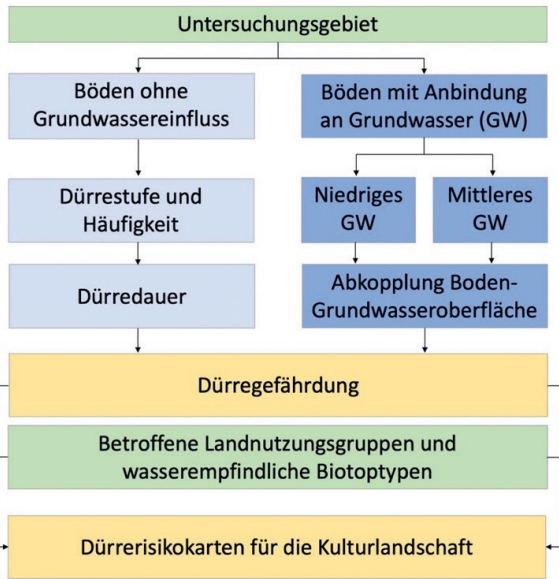 Untersuchungsgebiet
Böden ohne
Grundwassereinfluss
Böden mit Anbindung
an Grundwasser (GW)
Dürrestufe und
Häufigkeit
Niedriges
GW
Mittleres
GW
Dürredauer
Abkopplung Boden-
Grundwasseroberfläche
Dürregefährdung
Betroffene Landnutzungsgruppen und
wasserempfindliche Biotoptypen
Dürrerisikokarten für die Kulturlandschaft